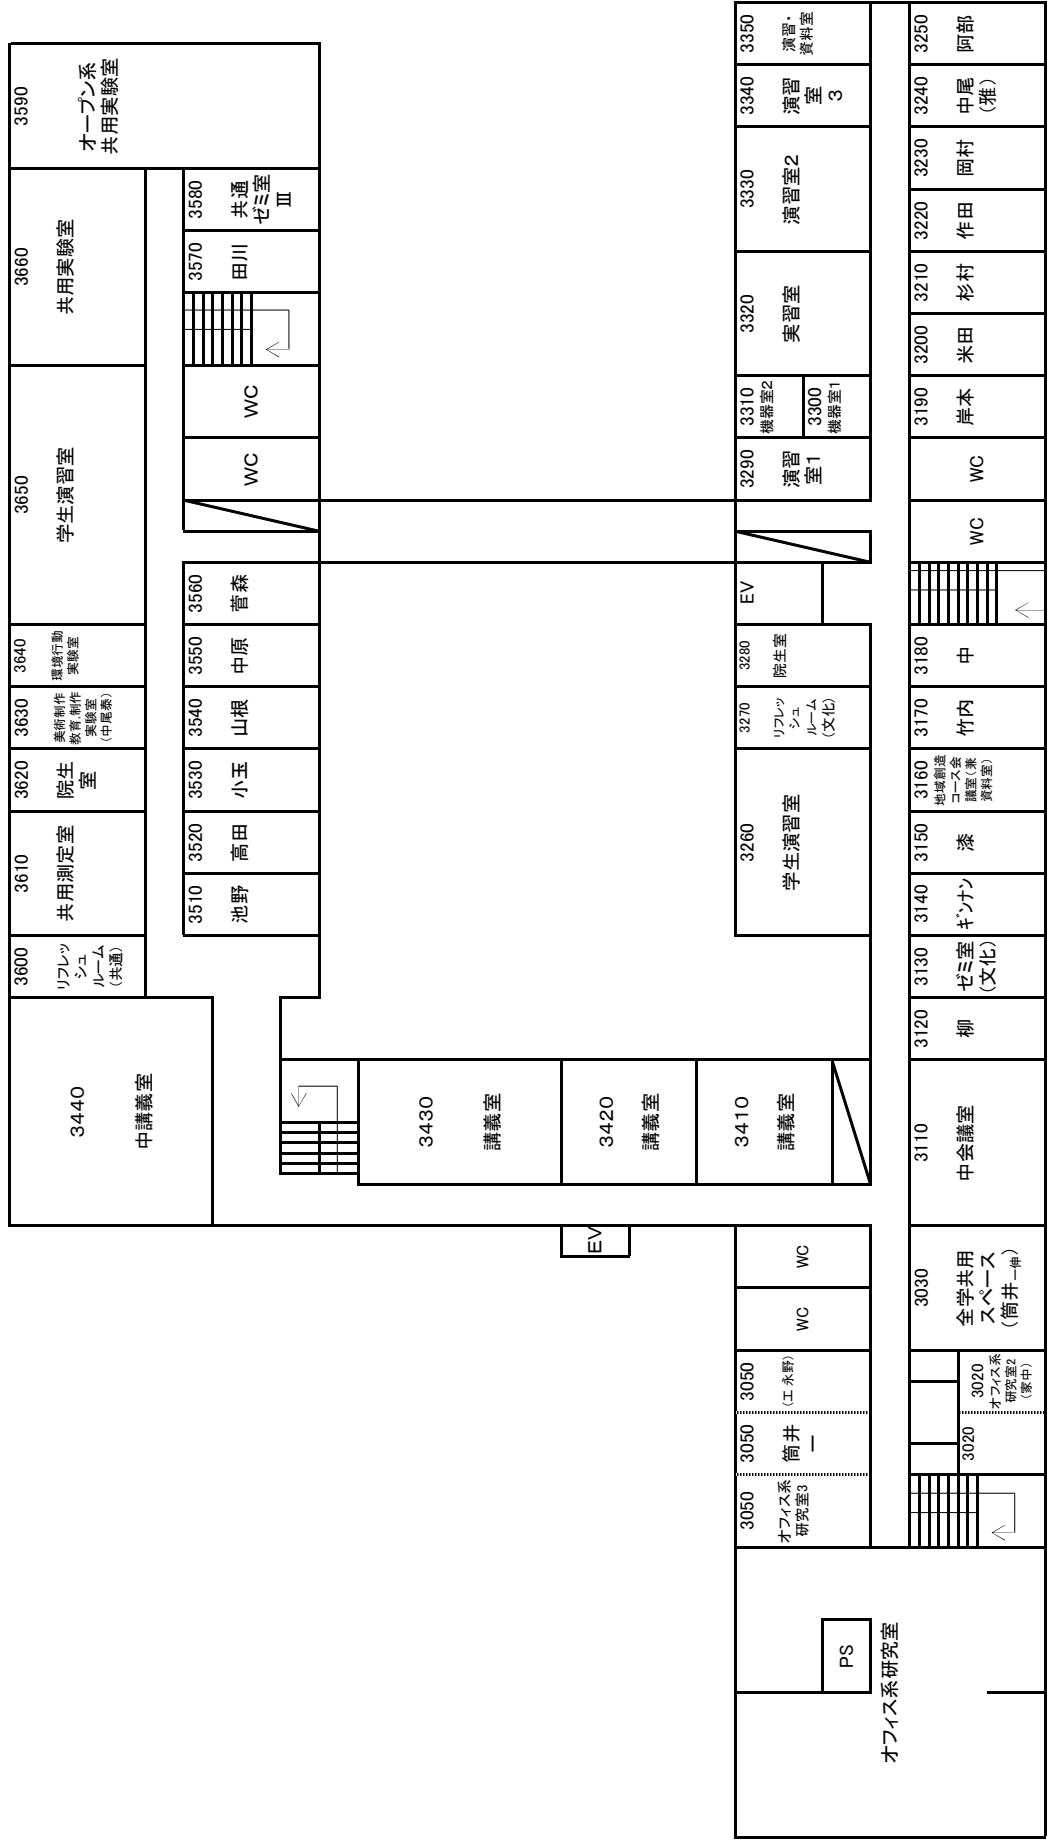 3590
オープン系
共用実験室
3660
共用実験室
3580
共通
ゼミ室
Ⅲ
3570
田川
WC
WC
3650
学生演習室
3640
環境行動
実験室
3630
美術制作
教育,制作
実験室
(中尾泰)
3620
院生
室
3610
共用測定室
3600
リフレッ
シュ
ルーム
(共通)
3560
菅森
3550
中原
3540
山根
3530
小玉
3520
高田
3510
池野
3440
中講義室
3430
講義室
3420
講義室
3410
講義室
EV
3350
演習・
資料室
3340
演習
室
3
3330
演習室2
3320
実習室
3310
機器室2
3300
機器室1
3290
演習
室1
EV
3280
院生室
3270
リフレッ
シュ
ルーム
(文化)
3260
学生演習室
3250
阿部
3240
中尾
(雅)
3230
岡村
3220
作田
3210
杉村
3200
米田
3190
岸本
WC
WC
3180
中
3170
竹内
3160
地域創造
コース会
議室(兼
資料室)
3150
漆
3140
ギンナン
3130
ゼミ室
(文化)
3120
柳
3110
中会議室
3030
全学共用
スペース
(筒井一伸)
3020
オフィス系
研究室2
(家中)
3020
WC
WC
3050
(工 永野)
3050
筒井
一
3050
オフィス系
研究室3
PS
オフィス系研究室